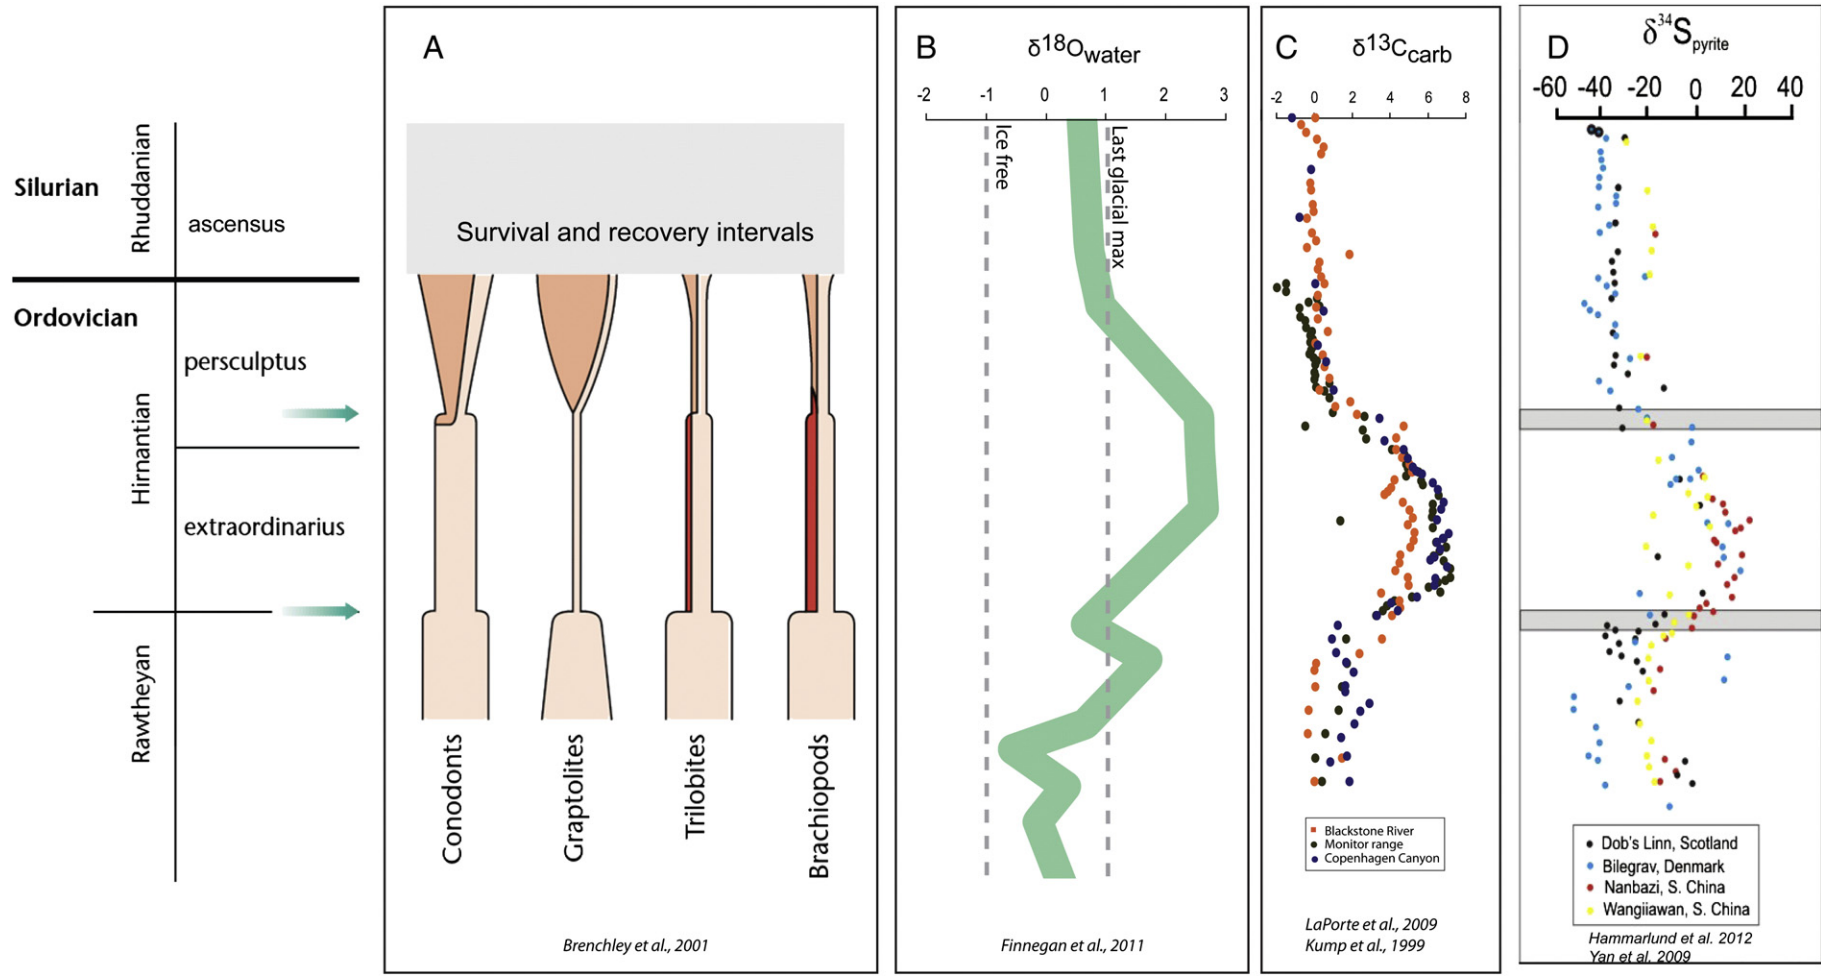 Silurian
Ordovician
Rhuddanian
Hirnantian
Rawtheyan
ascensus
persculptus
extraordinarius
A
Survival and recovery intervals
Conodonts
Graptolites
Trilobites
Brachiopods
Brenchley et al., 2001
B
δ¹⁸Owater
-2 -1 0 1 2 3
Ice free
Last glacial max
Finnegan et al., 2011
C
δ¹³Ccarb
-2 0 2 4 6 8
Blackstone River
Monitor range
Copenhagen Canyon
LaPorte et al., 2009
Kump et al., 1999
D
δ³⁴Spyrite
-60 -40 -20 0 20 40
Dob's Linn, Scotland
Bilegrav, Denmark
Nanbazi, S. China
Wangiiawan, S. China
Hammarlund et al. 2012
Yan et al. 2009